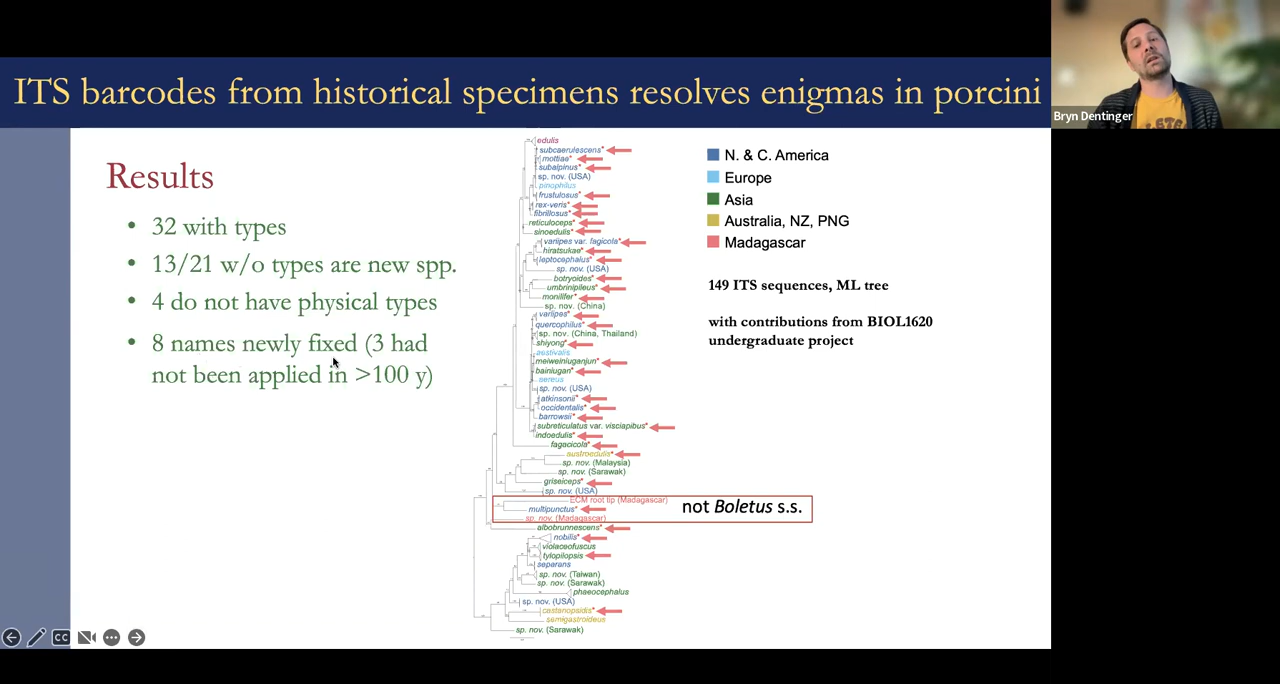 ITS barcodes from historical specimens resolves enigmas in porcini
Bryn Dentinger
Results
• 32 with types
• 13/21 w/o types are new spp.
• 4 do not have physical types
• 8 names newly fixed (3 had
not been applied in >100 y)
edulis
subcaerulescens*
mottiae*
subalpinus*
sp. nov. (USA)
pinophilus
frustulosus*
rex-veris*
fibrillosus*
reticuloceps*
sinoedulis*
variipes var. fagicola*
hiratsukae*
leptocephalus*
sp. nov. (USA)
botryoides*
umbrinipileus*
monilifer*
sp. nov. (China)
variipes*
quercophilus*
sp. nov. (China, Thailand)
shiyong*
aestivalis
meiweiniuganjun*
bainiugan*
aereus
sp. nov. (USA)
atkinsonii*
occidentalis*
barrowsii*
subreticulatus var. visciapibus*
indoedulis*
fagacicola*
austroedulis*
sp. nov. (Malaysia)
sp. nov. (Sarawak)
griseiceps*
sp. nov. (USA)
ECM root tip (Madagascar)
multipunctus*
sp. nov. (Madagascar)
albobrunnescens*
nobilis*
violaceofuscus
tylopilopsis
separans
sp. nov. (Taiwan)
sp. nov. (Sarawak)
phaeocephalus
sp. nov. (USA)
castanopsidis*
semigastroideus
sp. nov. (Sarawak)
not Boletus s.s.
N. & C. America
Europe
Asia
Australia, NZ, PNG
Madagascar
149 ITS sequences, ML tree
with contributions from BIOL1620
undergraduate project
CC